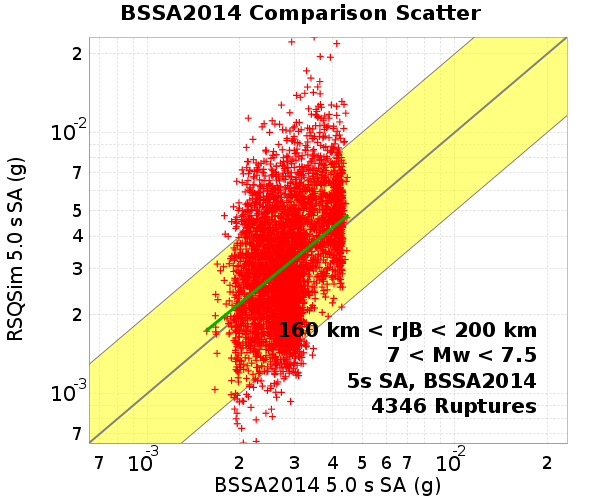 BSSA2014 Comparison Scatter
RSQSim 5.0 s SA (g)
2
10-2
7
5
4
3
2
10-3
7
160 km < rJB < 200 km
7 < Mw < 7.5
5s SA, BSSA2014
4346 Ruptures
7 10-3 2 3 4 5 6 7 10-2 2
BSSA2014 5.0 s SA (g)